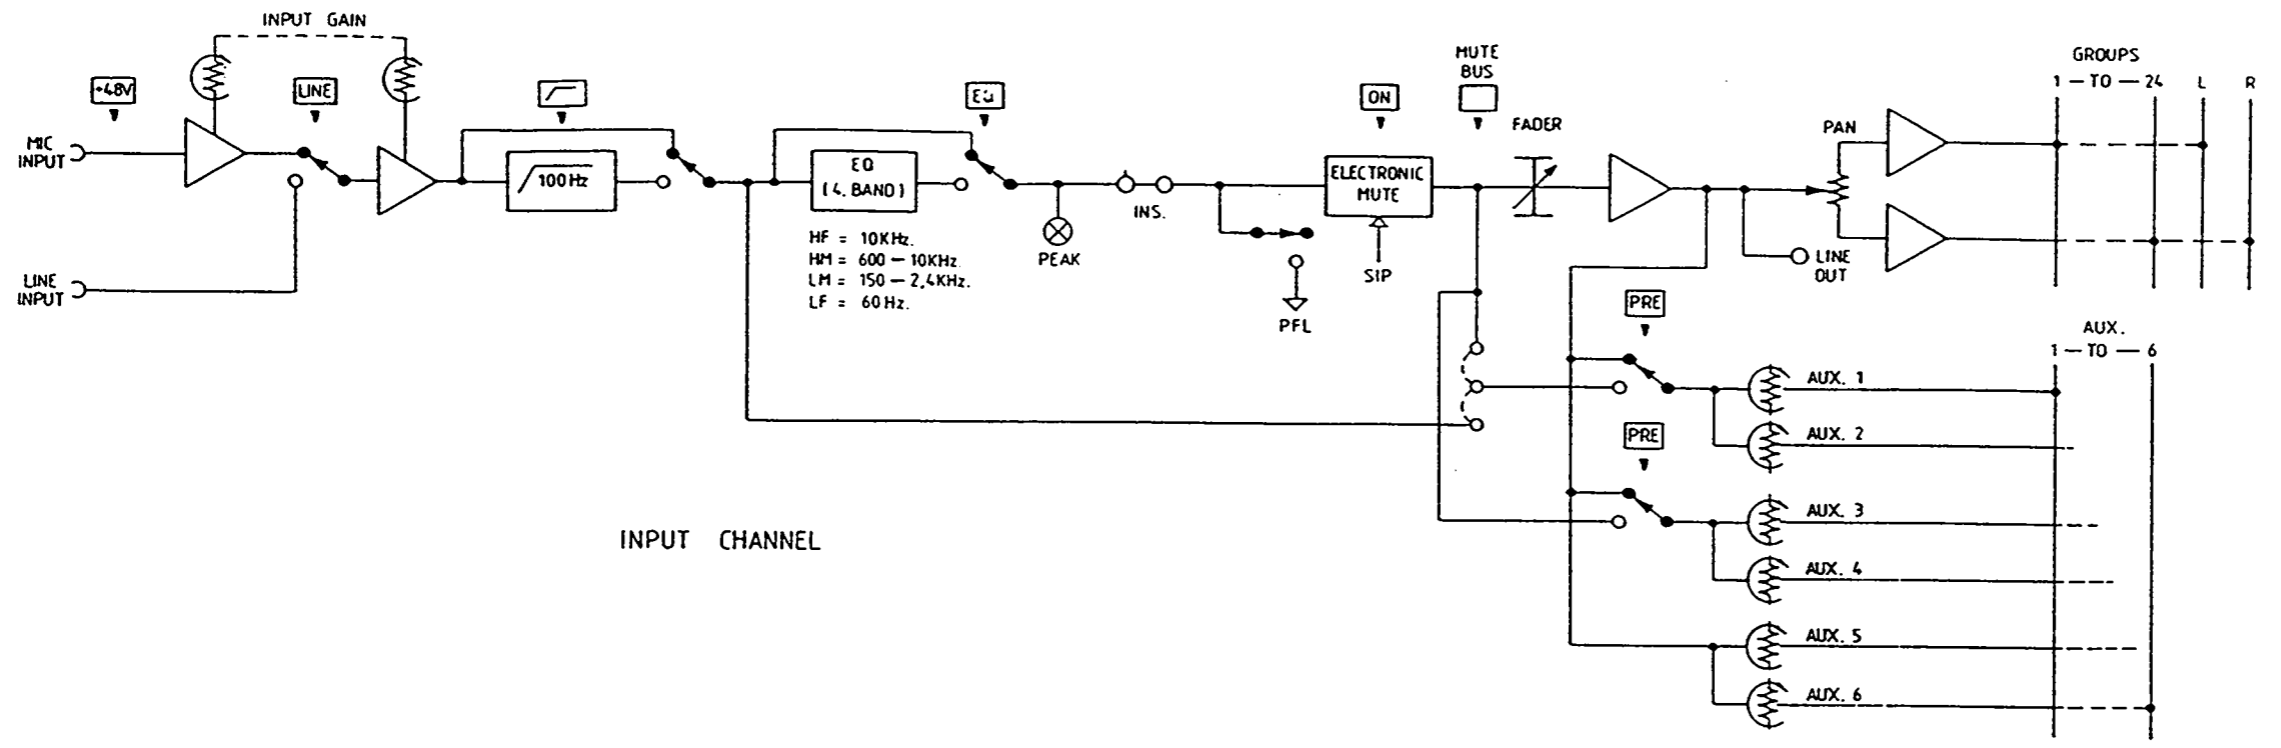 INPUT GAIN
+48V
LINE
MIC
INPUT
LINE
INPUT
100Hz
EQ
(4. BAND)
HF = 10KHz.
HM = 600 – 10KHz.
LM = 150 – 2,4KHz.
LF = 60Hz.
EQ
PEAK
INS.
PFL
ON
ELECTRONIC
MUTE
SIP
MUTE
BUS
FADER
LINE
OUT
PAN
GROUPS
1 – TO – 24 L R
AUX.
1 – TO – 6
PRE
AUX. 1
AUX. 2
PRE
AUX. 3
AUX. 4
AUX. 5
AUX. 6
INPUT CHANNEL